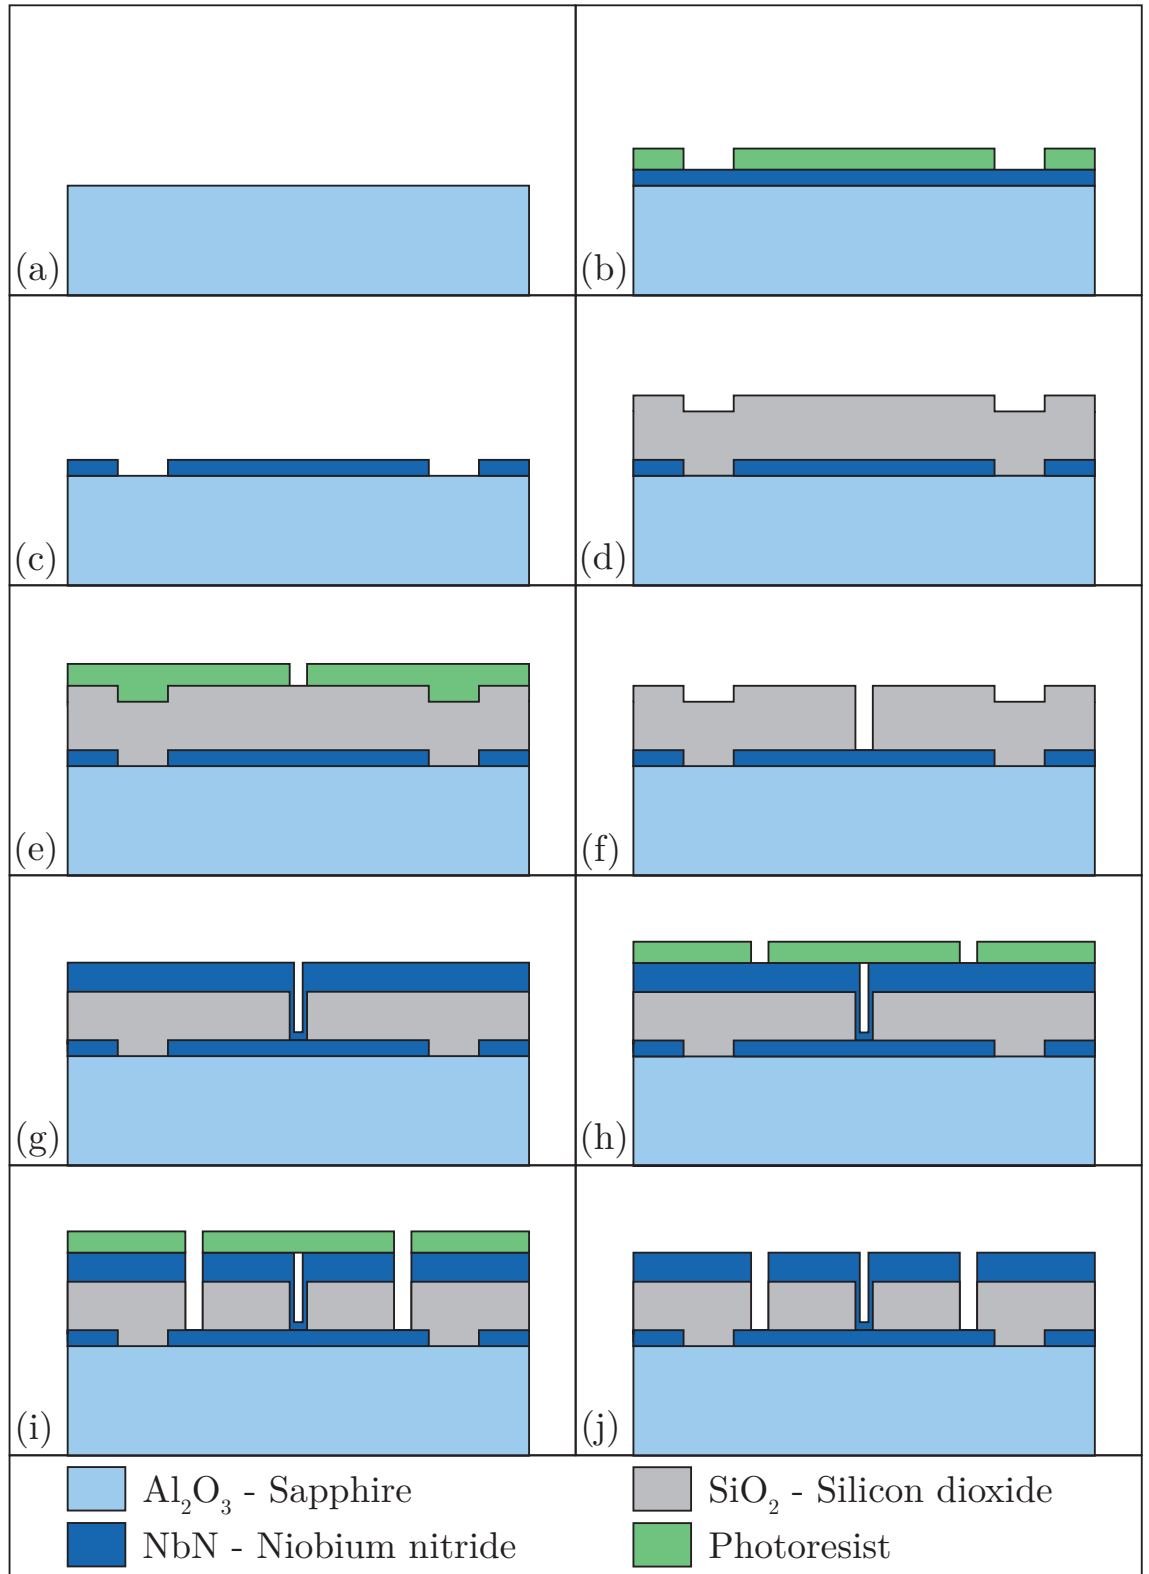 (a)
(b)
(c)
(d)
(e)
(f)
(g)
(h)
(i)
(j)
Al₂O₃ - Sapphire
SiO₂ - Silicon dioxide
NbN - Niobium nitride
Photoresist